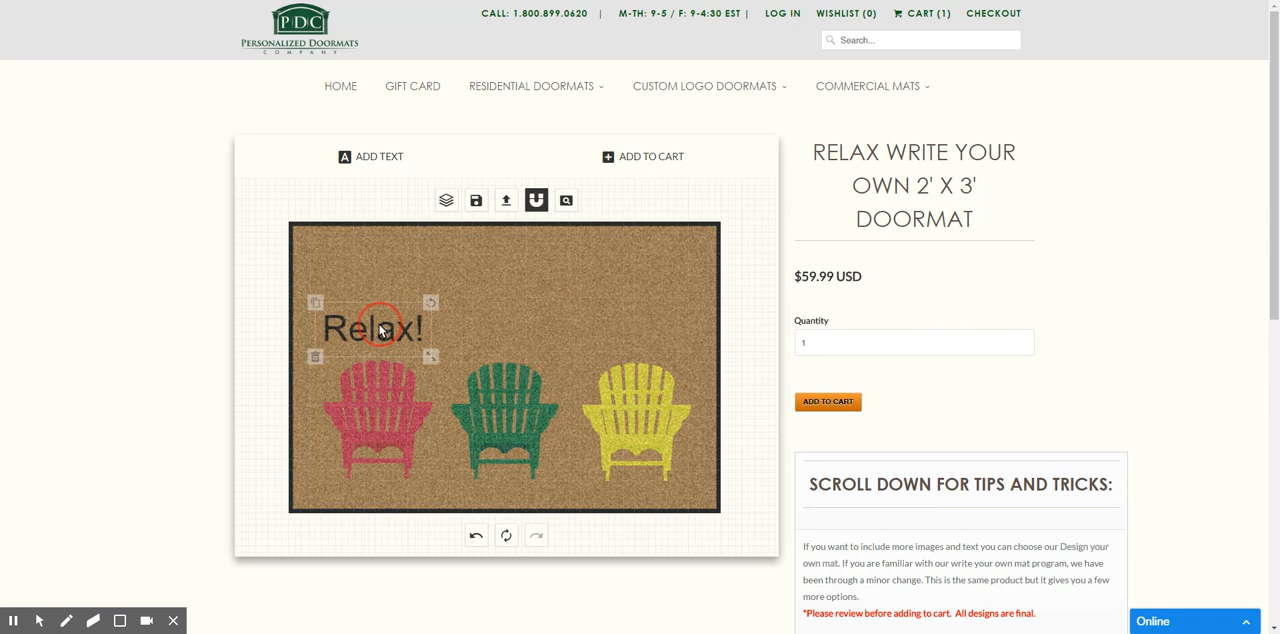 CALL: 1.800.899.0620 | M-TH: 9-5 / F: 9-4:30 EST | LOG IN WISHLIST (0) CART (1) CHECKOUT
PDC
PERSONALIZED DOORMATS
COMPANY
Search...
HOME GIFT CARD RESIDENTIAL DOORMATS CUSTOM LOGO DOORMATS COMMERCIAL MATS
A ADD TEXT ADD TO CART
RELAX WRITE YOUR
OWN 2' X 3'
DOORMAT
$59.99 USD
Quantity
1
Relax!
ADD TO CART
SCROLL DOWN FOR TIPS AND TRICKS:
If you want to include more images and text you can choose our Design your
own mat. If you are familiar with our write your own mat program, we have
been through a minor change. This is the same product but it gives you a few
more options.
*Please review before adding to cart. All designs are final.
Online